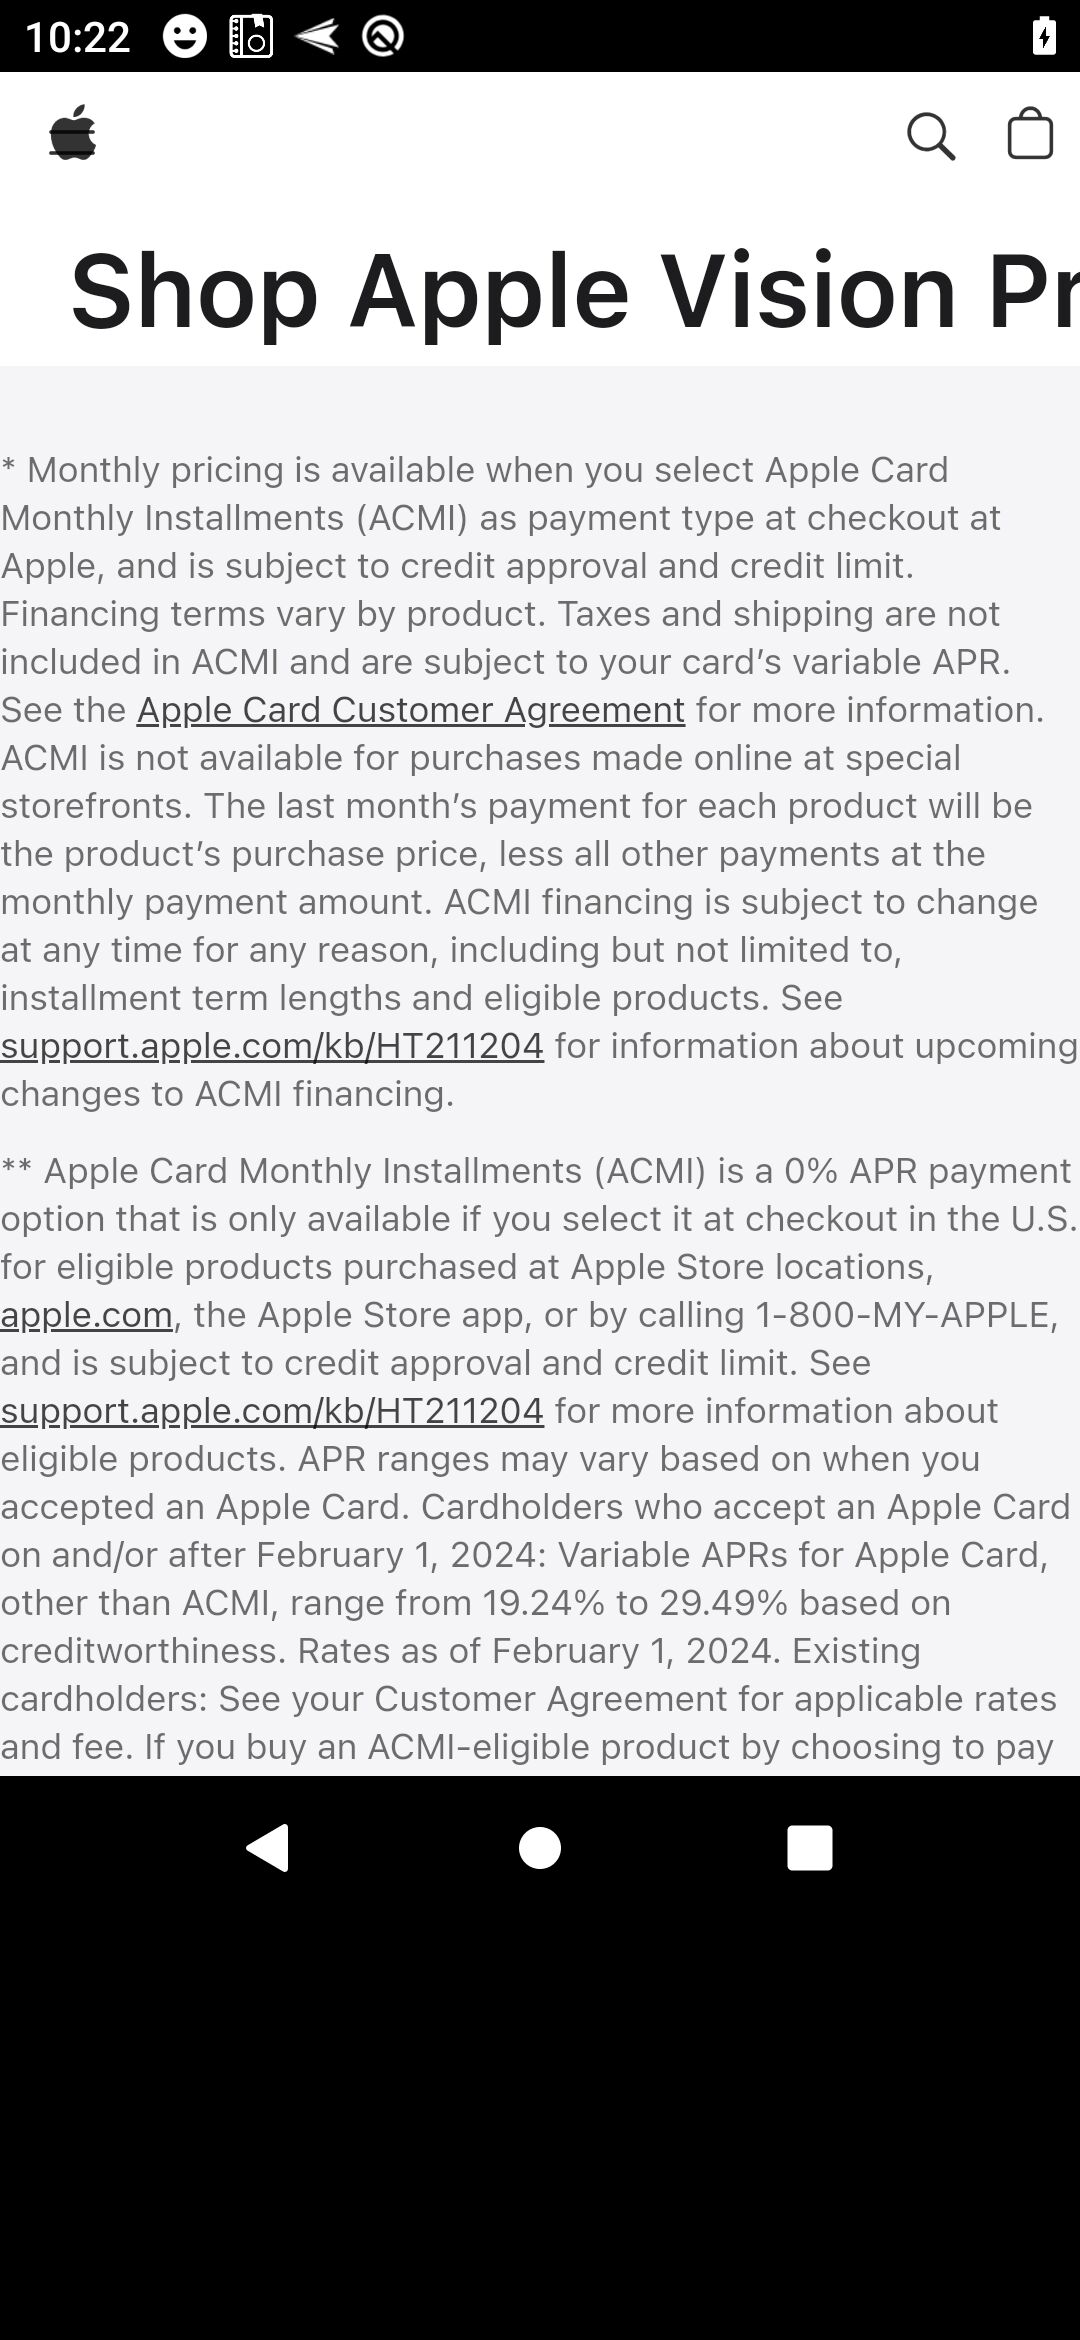 10:22
Shop Apple Vision Pr
* Monthly pricing is available when you select Apple Card
Monthly Installments (ACMI) as payment type at checkout at
Apple, and is subject to credit approval and credit limit.
Financing terms vary by product. Taxes and shipping are not
included in ACMI and are subject to your card’s variable APR.
See the Apple Card Customer Agreement for more information.
ACMI is not available for purchases made online at special
storefronts. The last month’s payment for each product will be
the product’s purchase price, less all other payments at the
monthly payment amount. ACMI financing is subject to change
at any time for any reason, including but not limited to,
installment term lengths and eligible products. See
support.apple.com/kb/HT211204 for information about upcoming
changes to ACMI financing.
** Apple Card Monthly Installments (ACMI) is a 0% APR payment
option that is only available if you select it at checkout in the U.S.
for eligible products purchased at Apple Store locations,
apple.com, the Apple Store app, or by calling 1-800-MY-APPLE,
and is subject to credit approval and credit limit. See
support.apple.com/kb/HT211204 for more information about
eligible products. APR ranges may vary based on when you
accepted an Apple Card. Cardholders who accept an Apple Card
on and/or after February 1, 2024: Variable APRs for Apple Card,
other than ACMI, range from 19.24% to 29.49% based on
creditworthiness. Rates as of February 1, 2024. Existing
cardholders: See your Customer Agreement for applicable rates
and fee. If you buy an ACMI-eligible product by choosing to pay